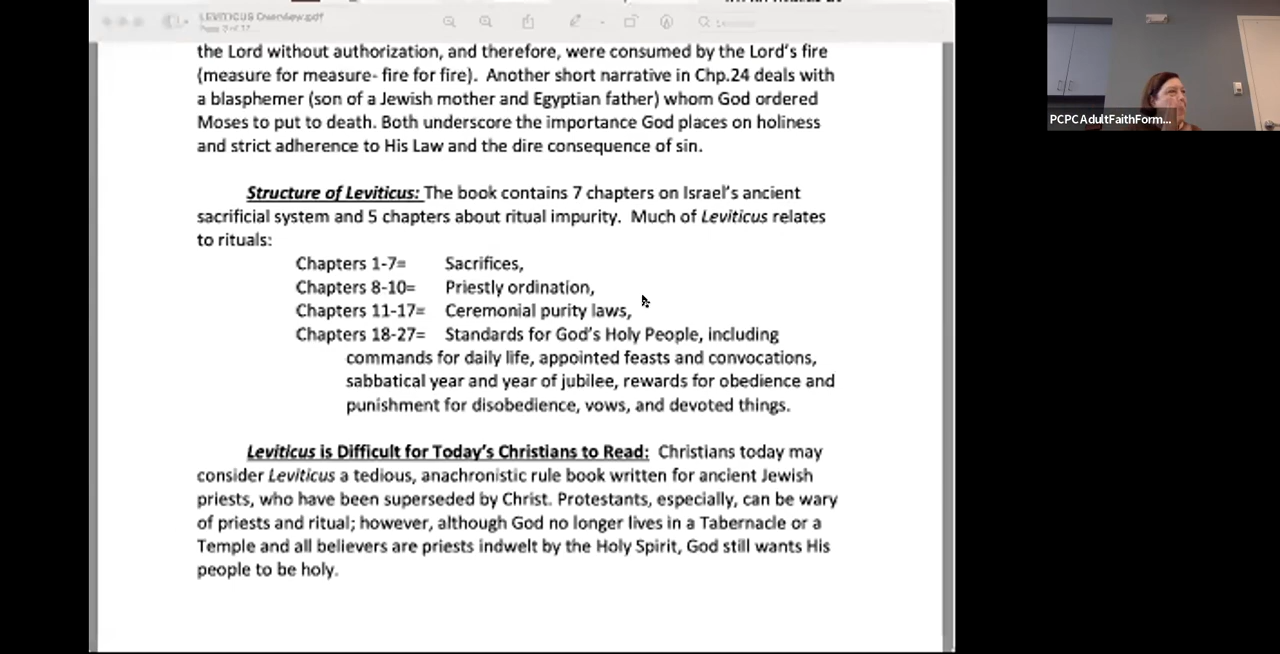 LEVITICUS Overview.pdf
the Lord without authorization, and therefore, were consumed by the Lord's fire
(measure for measure- fire for fire). Another short narrative in Chp.24 deals with
a blasphemer (son of a Jewish mother and Egyptian father) whom God ordered
Moses to put to death. Both underscore the importance God places on holiness
and strict adherence to His Law and the dire consequence of sin.
Structure of Leviticus: The book contains 7 chapters on Israel's ancient
sacrificial system and 5 chapters about ritual impurity. Much of Leviticus relates
to rituals:
Chapters 1-7= Sacrifices,
Chapters 8-10= Priestly ordination,
Chapters 11-17= Ceremonial purity laws,
Chapters 18-27= Standards for God's Holy People, including
commands for daily life, appointed feasts and convocations,
sabbatical year and year of jubilee, rewards for obedience and
punishment for disobedience, vows, and devoted things.
Leviticus is Difficult for Today's Christians to Read: Christians today may
consider Leviticus a tedious, anachronistic rule book written for ancient Jewish
priests, who have been superseded by Christ. Protestants, especially, can be wary
of priests and ritual; however, although God no longer lives in a Tabernacle or a
Temple and all believers are priests indwelt by the Holy Spirit, God still wants His
people to be holy.
PCPC AdultFaithForm...